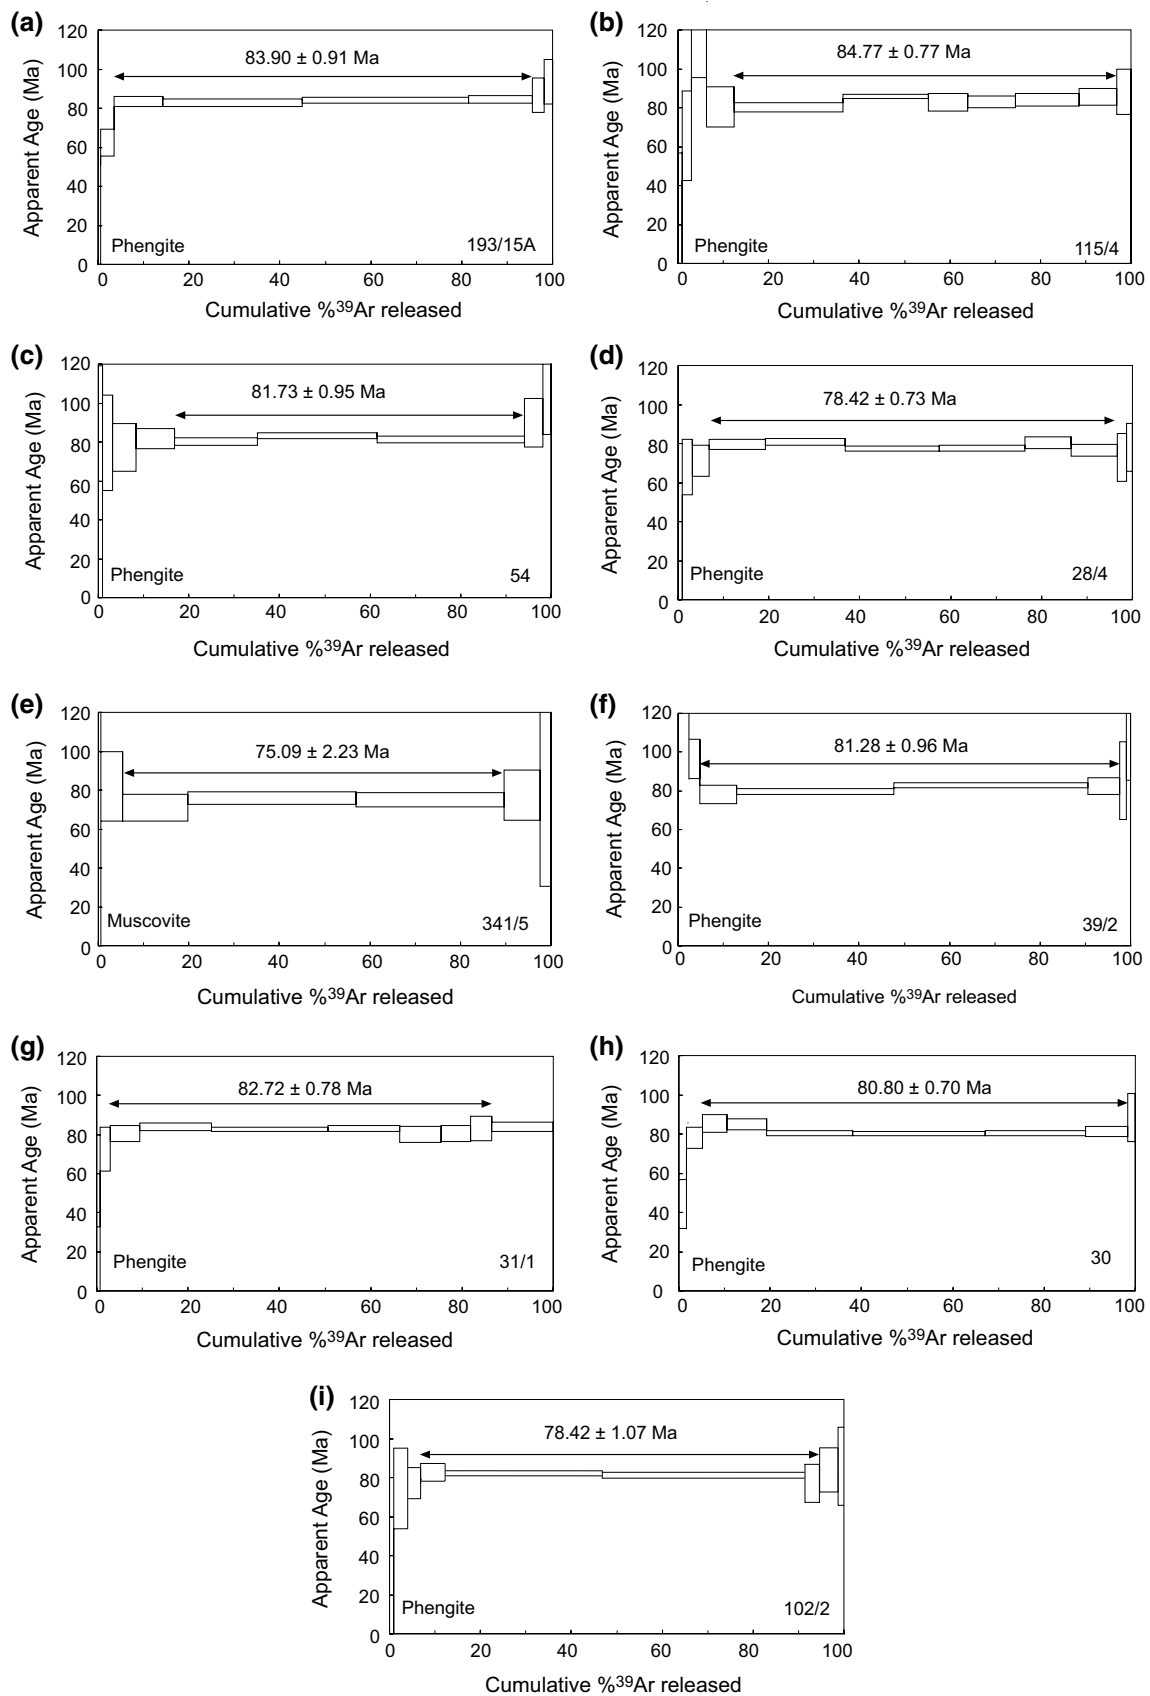 (a)
120
100
80
60
40
20
0
Apparent Age (Ma)
83.90 ± 0.91 Ma
Phengite
193/15A
0 20 40 60 80 100
Cumulative %³⁹Ar released
(b)
120
100
80
60
40
20
0
Apparent Age (Ma)
84.77 ± 0.77 Ma
Phengite
115/4
0 20 40 60 80 100
Cumulative %³⁹Ar released
(c)
120
100
80
60
40
20
0
Apparent Age (Ma)
81.73 ± 0.95 Ma
Phengite
54
0 20 40 60 80 100
Cumulative %³⁹Ar released
(d)
120
100
80
60
40
20
0
Apparent Age (Ma)
78.42 ± 0.73 Ma
Phengite
28/4
0 20 40 60 80 100
Cumulative %³⁹Ar released
(e)
120
100
80
60
40
20
0
Apparent Age (Ma)
75.09 ± 2.23 Ma
Muscovite
341/5
0 20 40 60 80 100
Cumulative %³⁹Ar released
(f)
120
100
80
60
40
20
0
Apparent Age (Ma)
81.28 ± 0.96 Ma
Phengite
39/2
0 20 40 60 80 100
Cumulative %³⁹Ar released
(g)
120
100
80
60
40
20
0
Apparent Age (Ma)
82.72 ± 0.78 Ma
Phengite
31/1
0 20 40 60 80 100
Cumulative %³⁹Ar released
(h)
120
100
80
60
40
20
0
Apparent Age (Ma)
80.80 ± 0.70 Ma
Phengite
30
0 20 40 60 80 100
Cumulative %³⁹Ar released
(i)
120
100
80
60
40
20
0
Apparent Age (Ma)
78.42 ± 1.07 Ma
Phengite
102/2
0 20 40 60 80 100
Cumulative %³⁹Ar released